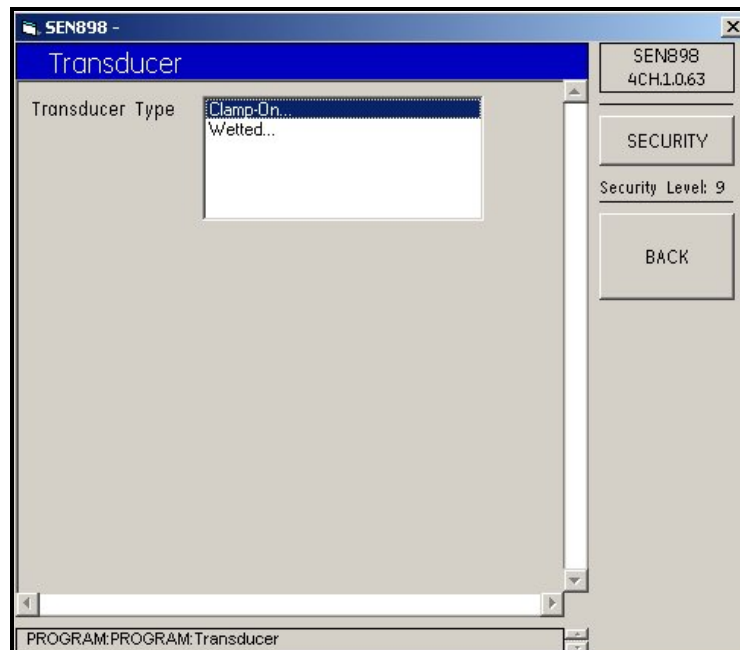 SEN898 -
Transducer
Transducer Type
Clamp-On...
Wetted...
SEN898
4CH.1.0.63
SECURITY
Security Level: 9
BACK
PROGRAM:PROGRAM:Transducer